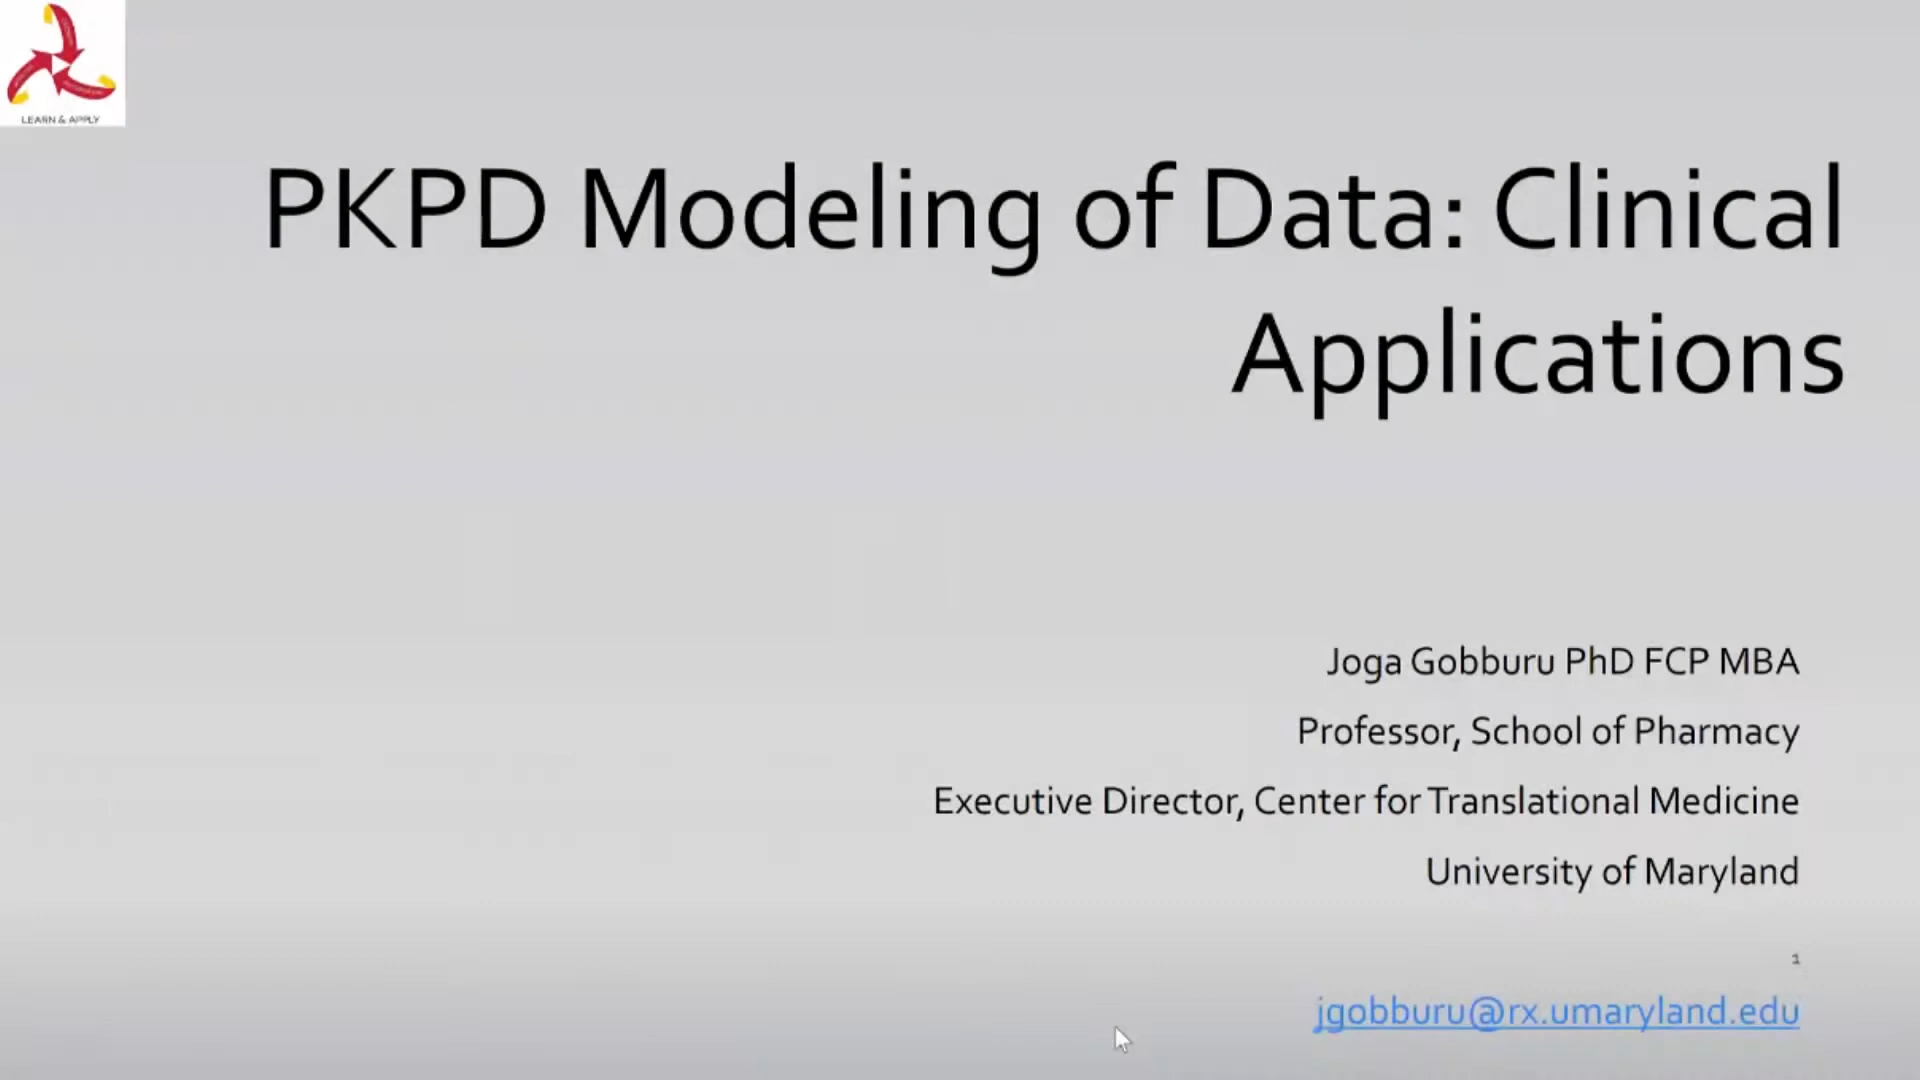 LEARN & APPLY
PKPD Modeling of Data: Clinical
Applications
Joga Gobburu PhD FCP MBA
Professor, School of Pharmacy
Executive Director, Center for Translational Medicine
University of Maryland
1
jgobburu@rx.umaryland.edu